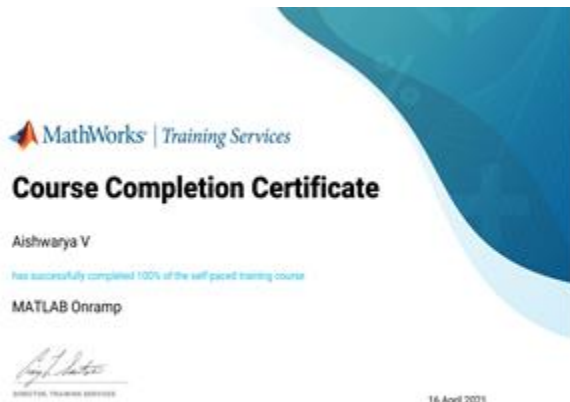 MathWorks | Training Services
Course Completion Certificate
Aishwarya V
has successfully completed 100% of the self-paced training course
MATLAB Onramp
DIRECTOR, TRAINING SERVICES
16 April 2021